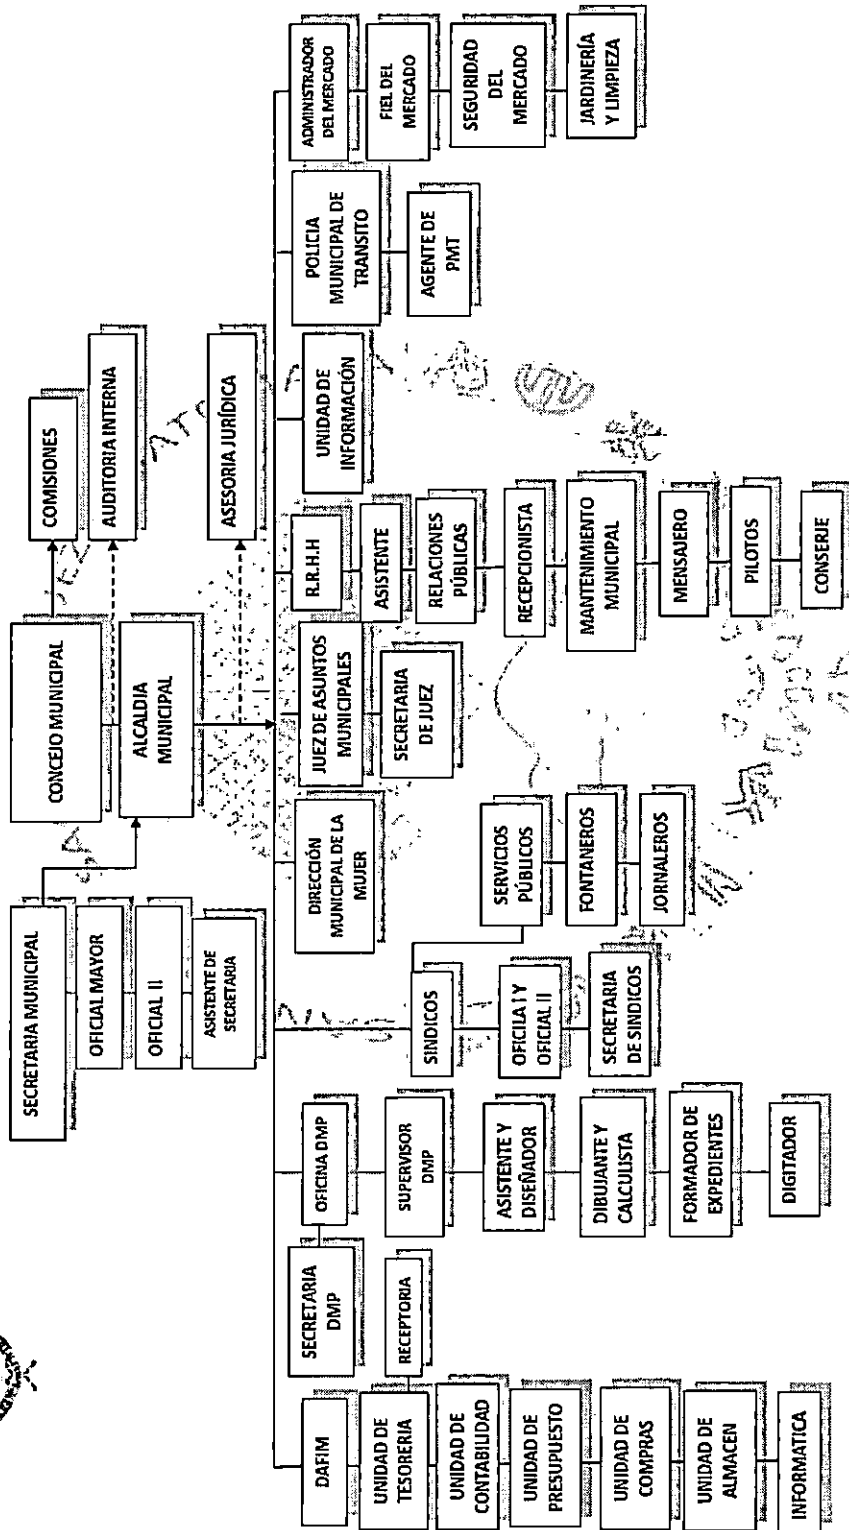 CONCEJO MUNICIPAL
COMISIONES
AUDITORIA INTERNA
ALCALDIA
MUNICIPAL
ASESORIA JURÍDICA
SECRETARIA MUNICIPAL
OFICIAL MAYOR
OFICIAL II
ASISTENTE DE
SECRETARIA
DAFIM
UNIDAD DE
TESORERIA
RECEPTORIA
UNIDAD DE
CONTABILIDAD
UNIDAD DE
PRESUPUESTO
UNIDAD DE
COMPRAS
UNIDAD DE
ALMACEN
INFORMATICA
SECRETARIA
DMP
OFICINA DMP
SUPERVISOR
DMP
ASISTENTE Y
DISEÑADOR
DIBUJANTE Y
CALCULISTA
FORMADOR DE
EXPEDIENTES
DIGITADOR
SINDICOS
OFICILA I Y
OFICIAL II
SECRETARIA
DE SINDICOS
SERVICIOS
PÚBLICOS
FONTANEROS
JORNALEROS
DIRECCIÓN
MUNICIPAL DE LA
MUJER
JUEZ DE ASUNTOS
MUNICIPALES
SECRETARIA
DE JUEZ
R.R.H.H
ASISTENTE
RELACIONES
PÚBLICAS
RECEPCIONISTA
MANTENIMIENTO
MUNICIPAL
MENSAJERO
PILOTOS
CONSERJE
UNIDAD DE
INFORMACIÓN
POLICIA
MUNICIPAL DE
TRANSITO
AGENTE DE
PMT
ADMINISTRADOR
DEL MERCADO
FIEL DEL
MERCADO
SEGURIDAD
DEL
MERCADO
JARDINERÍA
Y LIMPIEZA